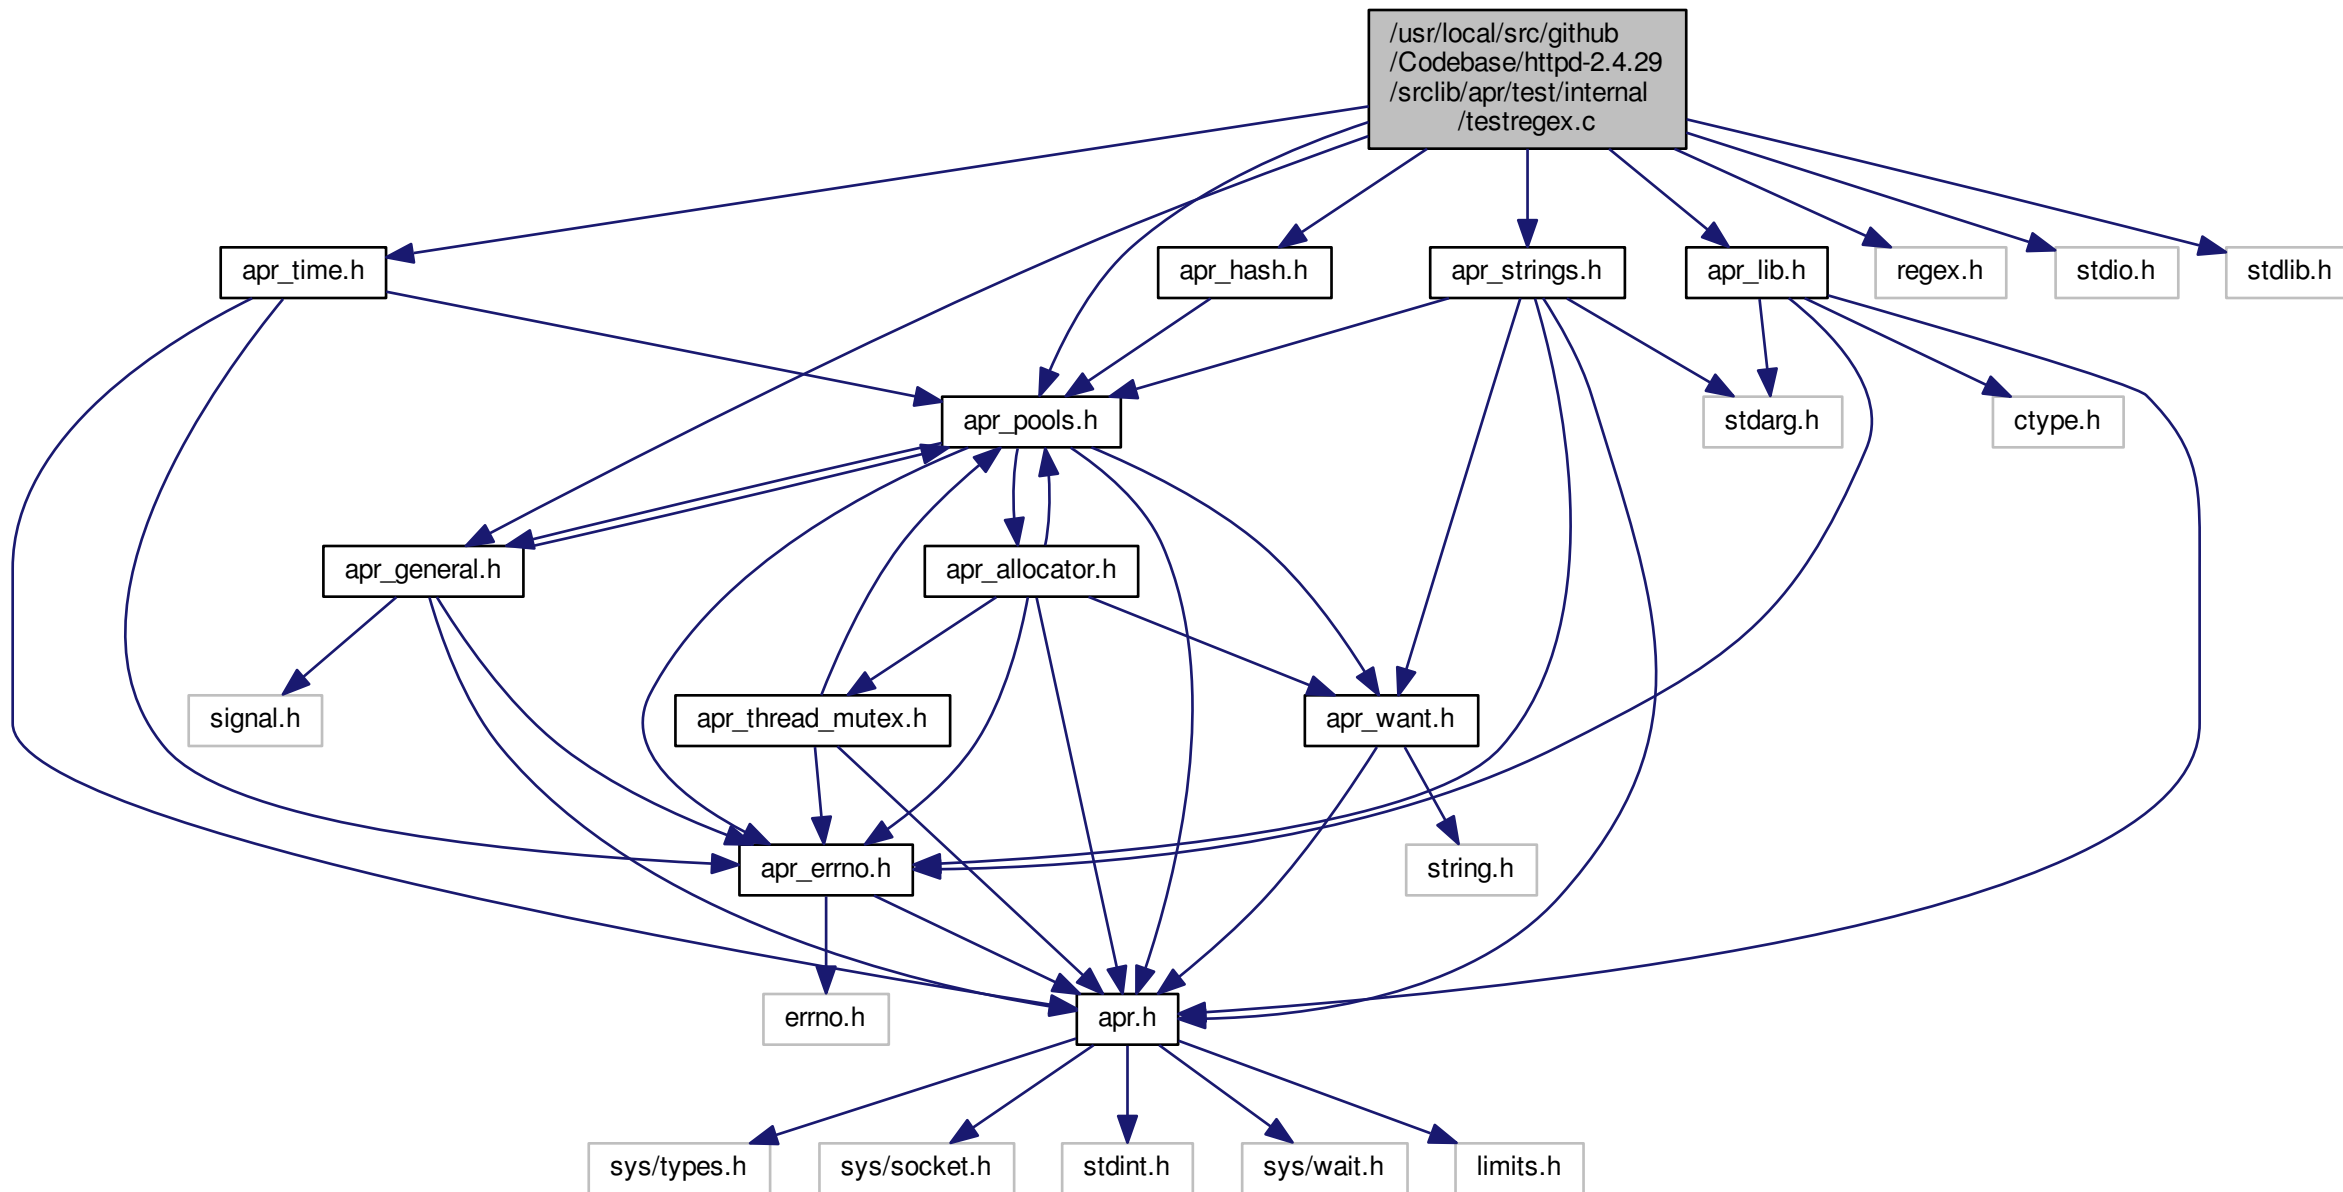 /usr/local/src/github
/Codebase/httpd-2.4.29
/srclib/apr/test/internal
/testregex.c
apr_time.h
apr_hash.h
apr_strings.h
apr_lib.h
regex.h
stdio.h
stdlib.h
apr_pools.h
stdarg.h
ctype.h
apr_general.h
apr_allocator.h
signal.h
apr_thread_mutex.h
apr_want.h
apr_errno.h
string.h
errno.h
apr.h
sys/types.h
sys/socket.h
stdint.h
sys/wait.h
limits.h